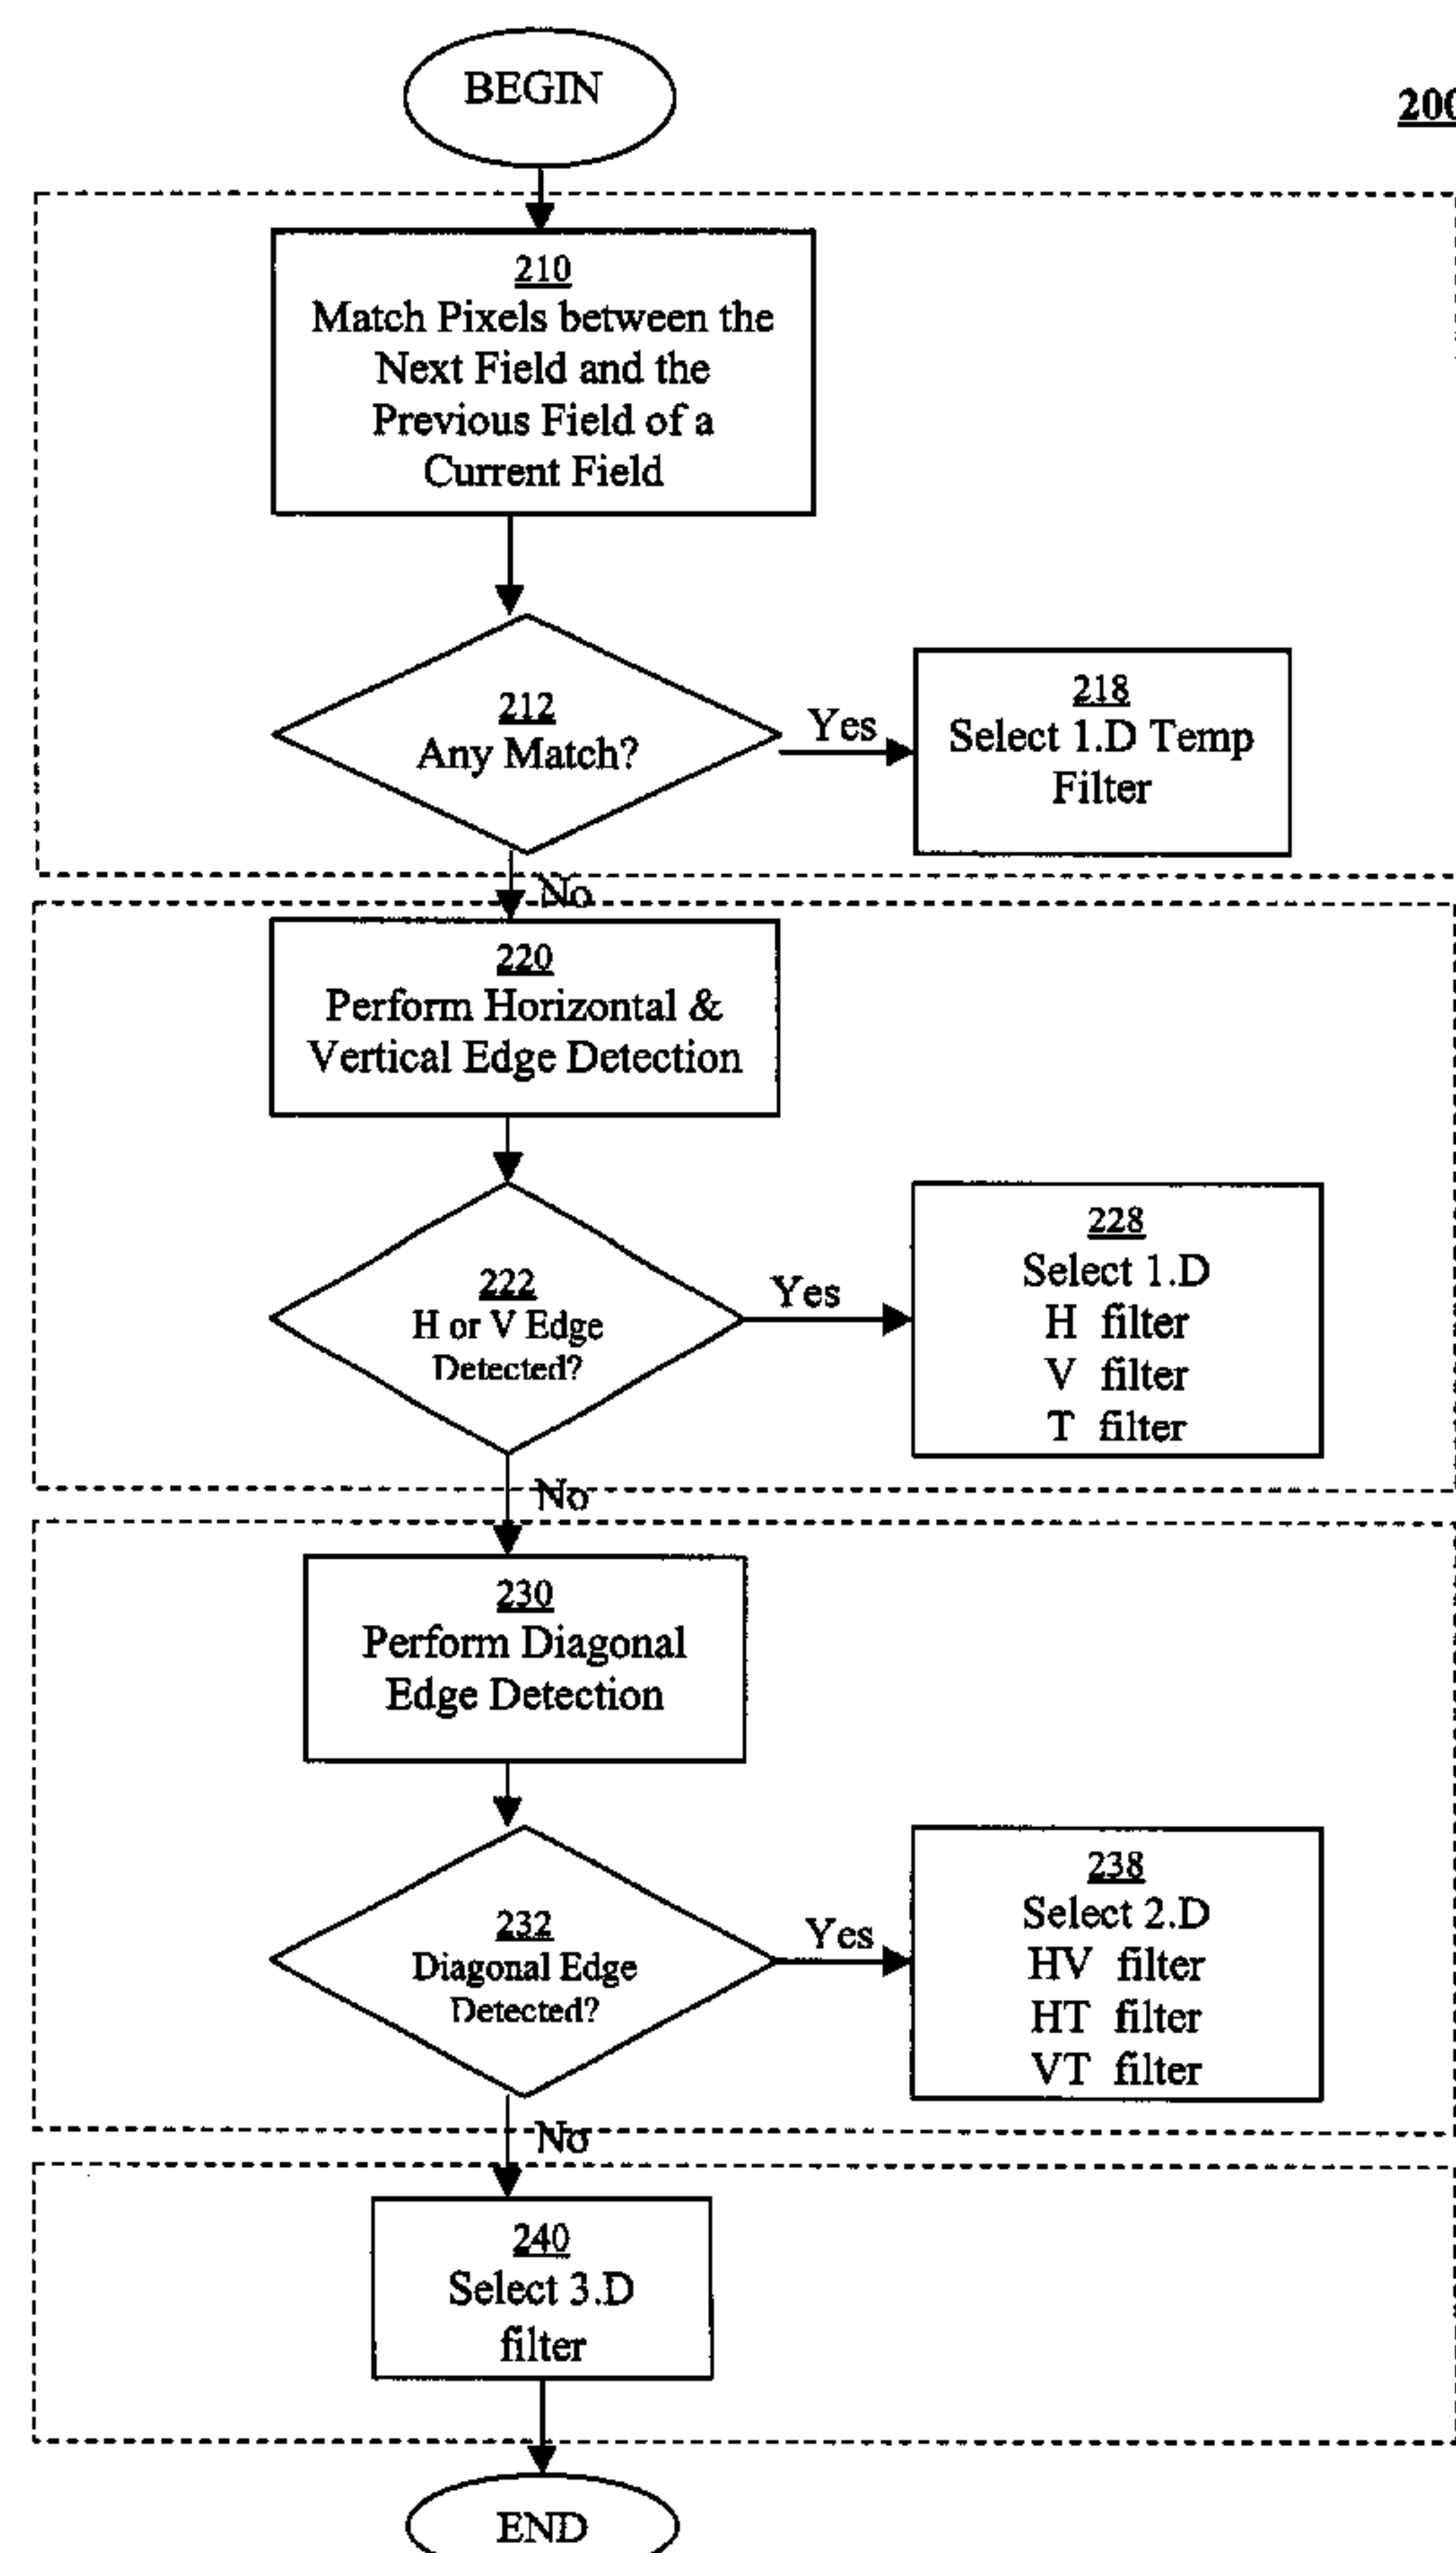 BEGIN
200
210
Match Pixels between the
Next Field and the
Previous Field of a
Current Field
212
Any Match?
Yes
218
Select 1.D Temp
Filter
No
220
Perform Horizontal &
Vertical Edge Detection
222
H or V Edge
Detected?
Yes
228
Select 1.D
H filter
V filter
T filter
No
230
Perform Diagonal
Edge Detection
232
Diagonal Edge
Detected?
Yes
238
Select 2.D
HV filter
HT filter
VT filter
No
240
Select 3.D
filter
END